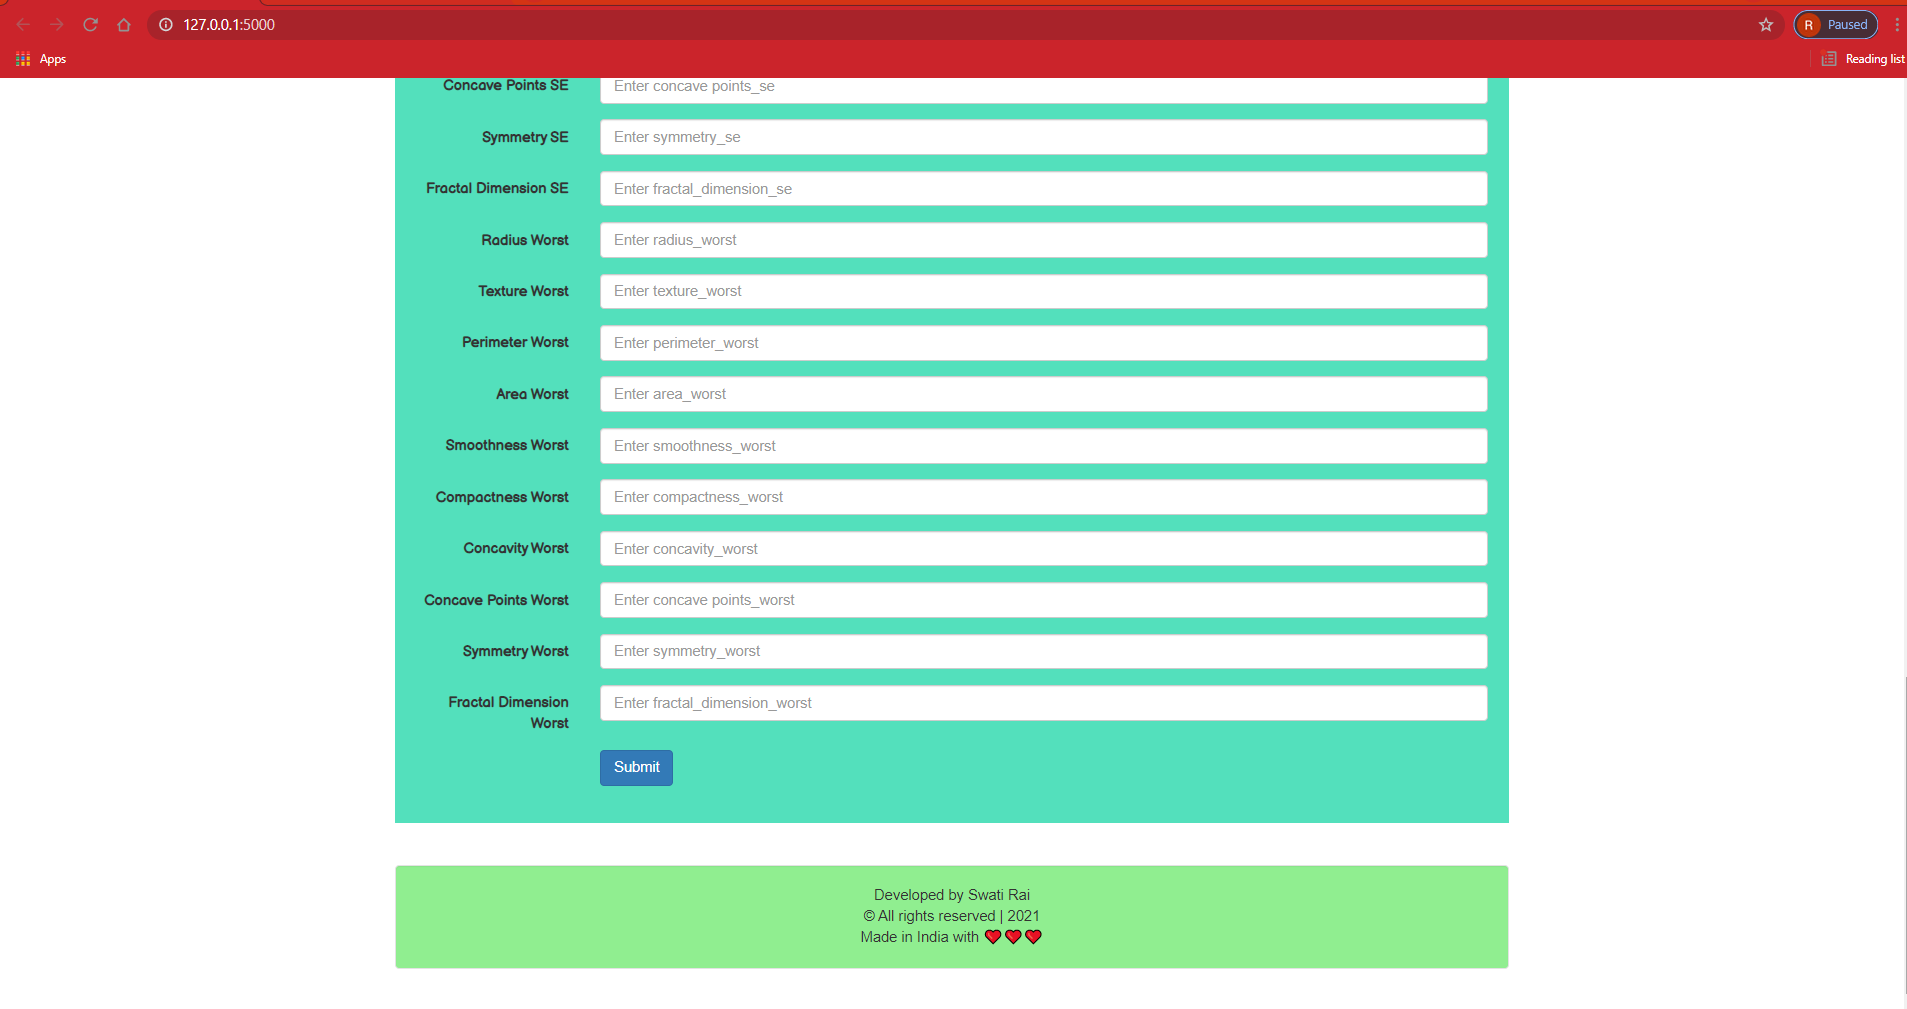 127.0.0.1:5000
R Paused
Apps
Reading list
Concave Points SE Enter concave points_se
Symmetry SE Enter symmetry_se
Fractal Dimension SE Enter fractal_dimension_se
Radius Worst Enter radius_worst
Texture Worst Enter texture_worst
Perimeter Worst Enter perimeter_worst
Area Worst Enter area_worst
Smoothness Worst Enter smoothness_worst
Compactness Worst Enter compactness_worst
Concavity Worst Enter concavity_worst
Concave Points Worst Enter concave points_worst
Symmetry Worst Enter symmetry_worst
Fractal Dimension Enter fractal_dimension_worst
Worst
Submit
Developed by Swati Rai
© All rights reserved | 2021
Made in India with ❤️❤️❤️